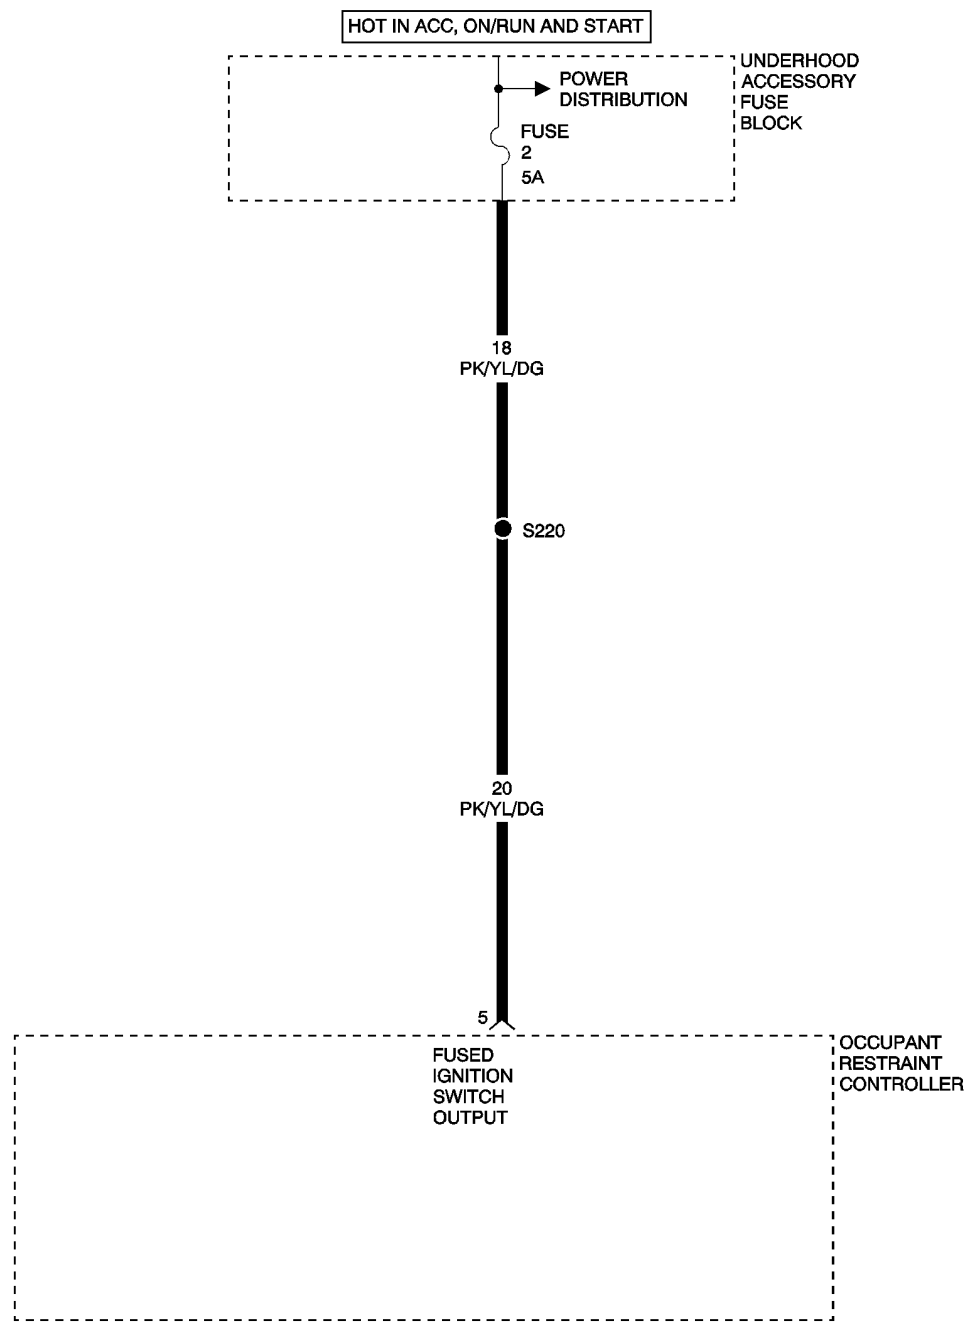 HOT IN ACC, ON/RUN AND START
UNDERHOOD
ACCESSORY
FUSE
BLOCK
POWER
DISTRIBUTION
FUSE
2
5A
18
PK/YL/DG
S220
20
PK/YL/DG
5
FUSED
IGNITION
SWITCH
OUTPUT
OCCUPANT
RESTRAINT
CONTROLLER